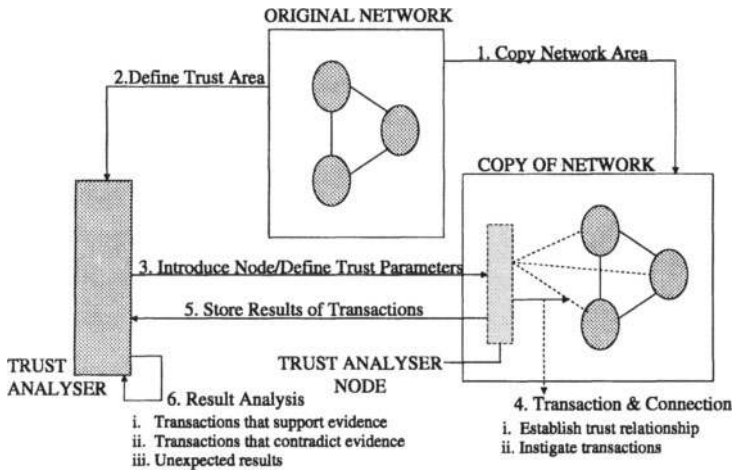 ORIGINAL NETWORK
1. Copy Network Area
2.Define Trust Area
COPY OF NETWORK
3. Introduce Node/Define Trust Parameters
5. Store Results of Transactions
TRUST
ANALYSER
TRUST ANALYSER
NODE
6. Result Analysis
i. Transactions that support evidence
ii. Transactions that contradict evidence
iii. Unexpected results
4. Transaction & Connection
i. Establish trust relationship
ii. Instigate transactions